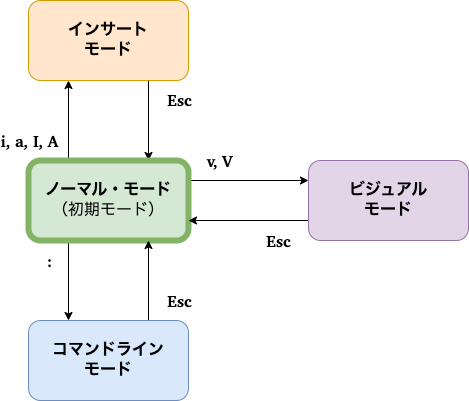 インサート
モード
Esc
i, a, I, A
v, V
ノーマル・モード
（初期モード）
ビジュアル
モード
Esc
:
Esc
コマンドライン
モード